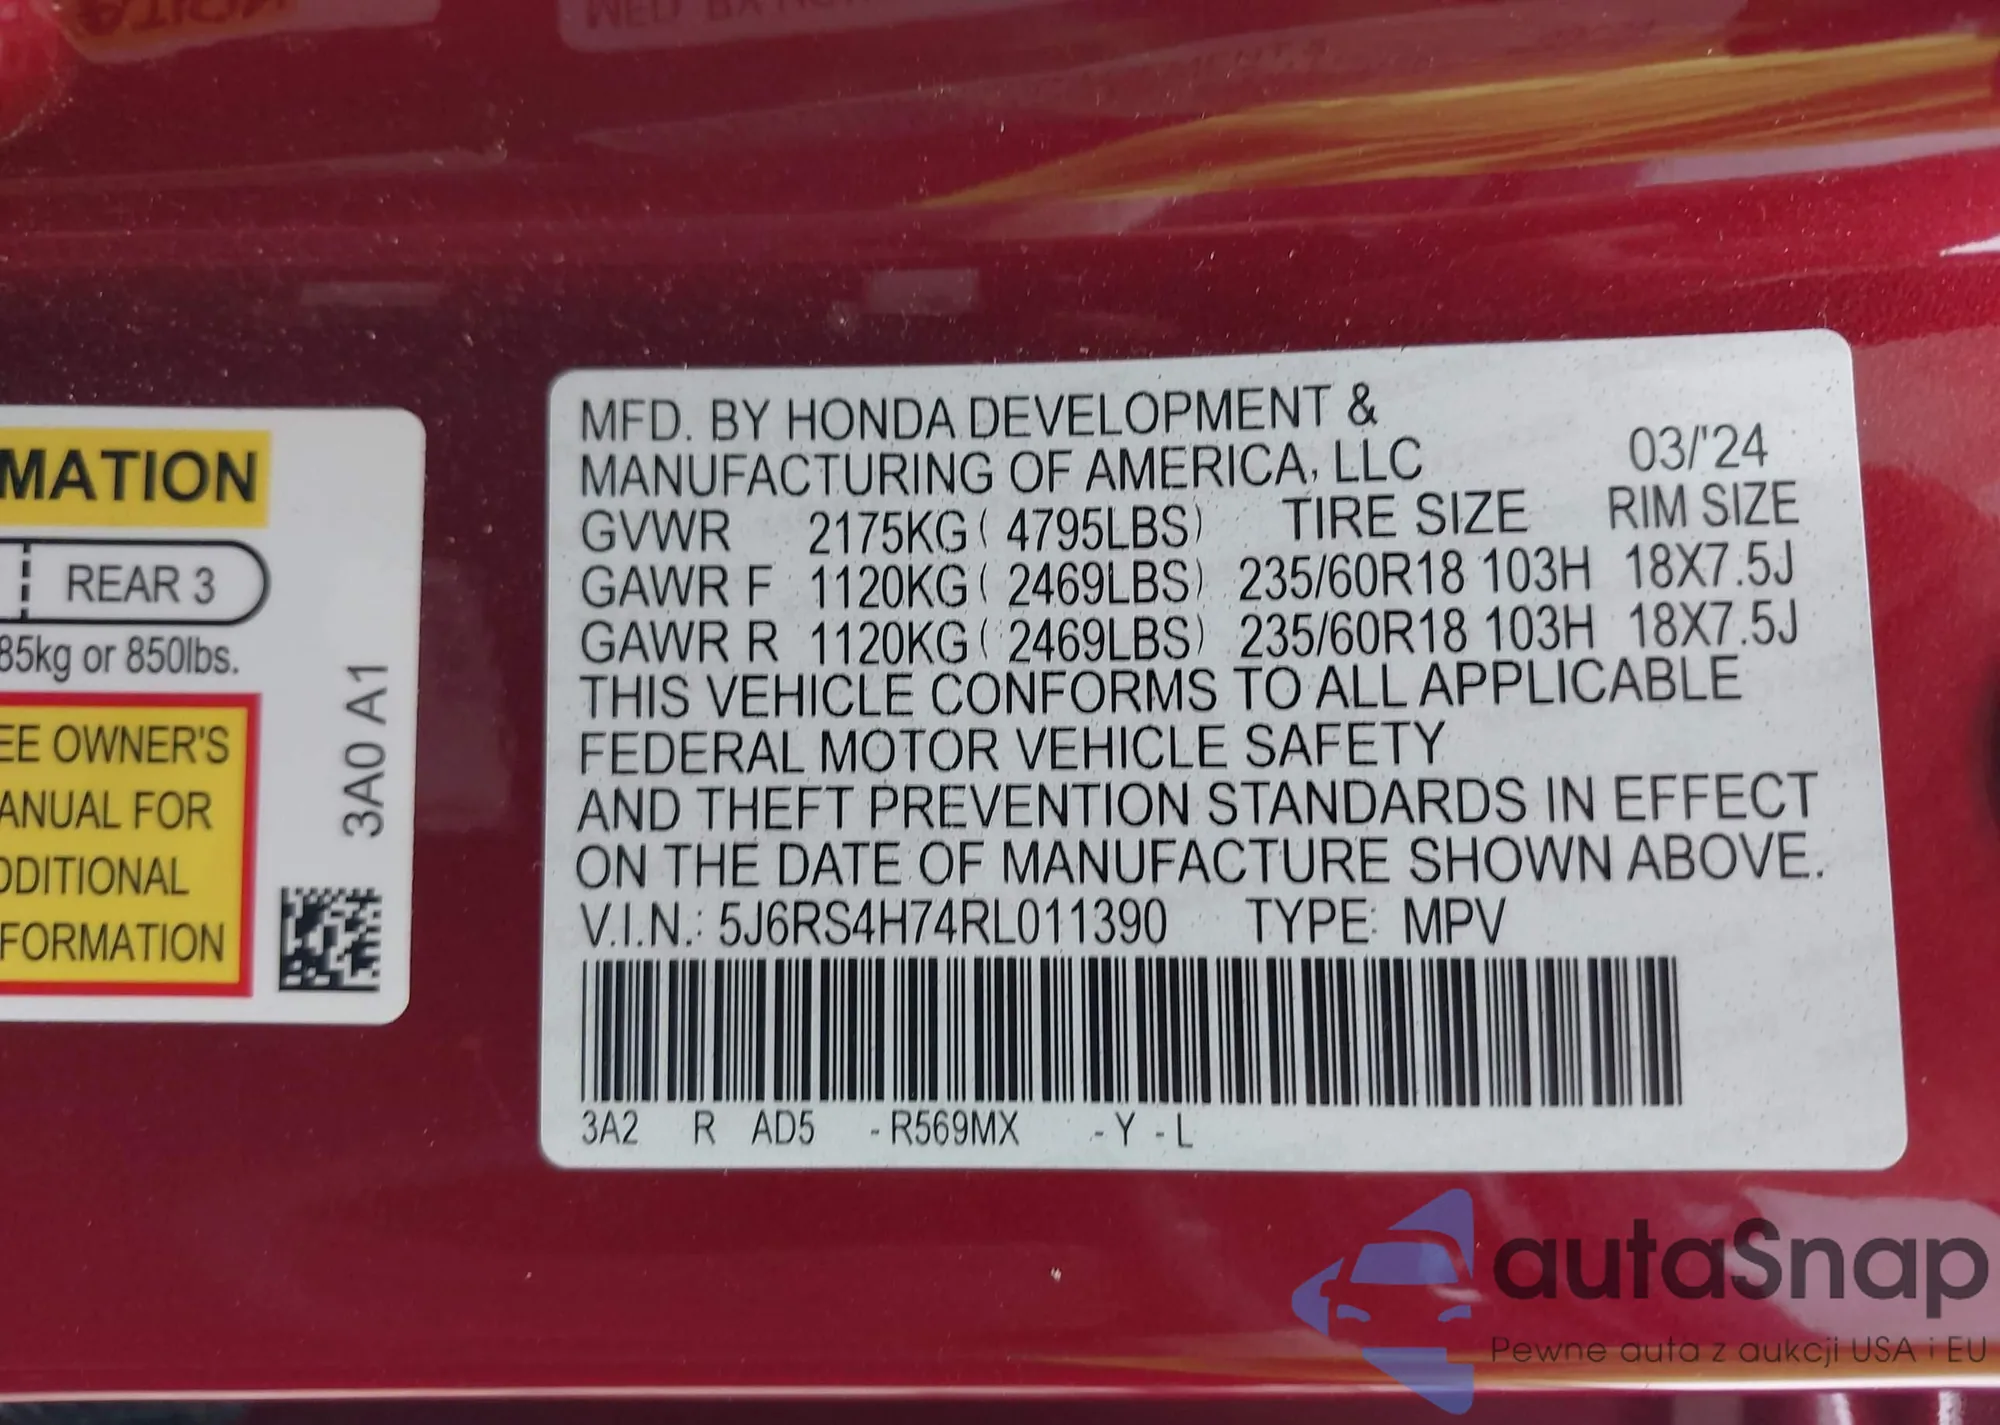 MATION
REAR 3
85kg or 850lbs.
EE OWNER'S
ANUAL FOR
DDITIONAL
FORMATION
3A0 A1
MFD. BY HONDA DEVELOPMENT &
MANUFACTURING OF AMERICA, LLC 03/'24
GVWR 2175KG ( 4795LBS) TIRE SIZE RIM SIZE
GAWR F 1120KG ( 2469LBS) 235/60R18 103H 18X7.5J
GAWR R 1120KG ( 2469LBS) 235/60R18 103H 18X7.5J
THIS VEHICLE CONFORMS TO ALL APPLICABLE
FEDERAL MOTOR VEHICLE SAFETY
AND THEFT PREVENTION STANDARDS IN EFFECT
ON THE DATE OF MANUFACTURE SHOWN ABOVE.
V.I.N.: 5J6RS4H74RL011390 TYPE: MPV
3A2 R AD5 - R569MX - Y - L
autaSnap
Pewne auta z aukcji USA i EU